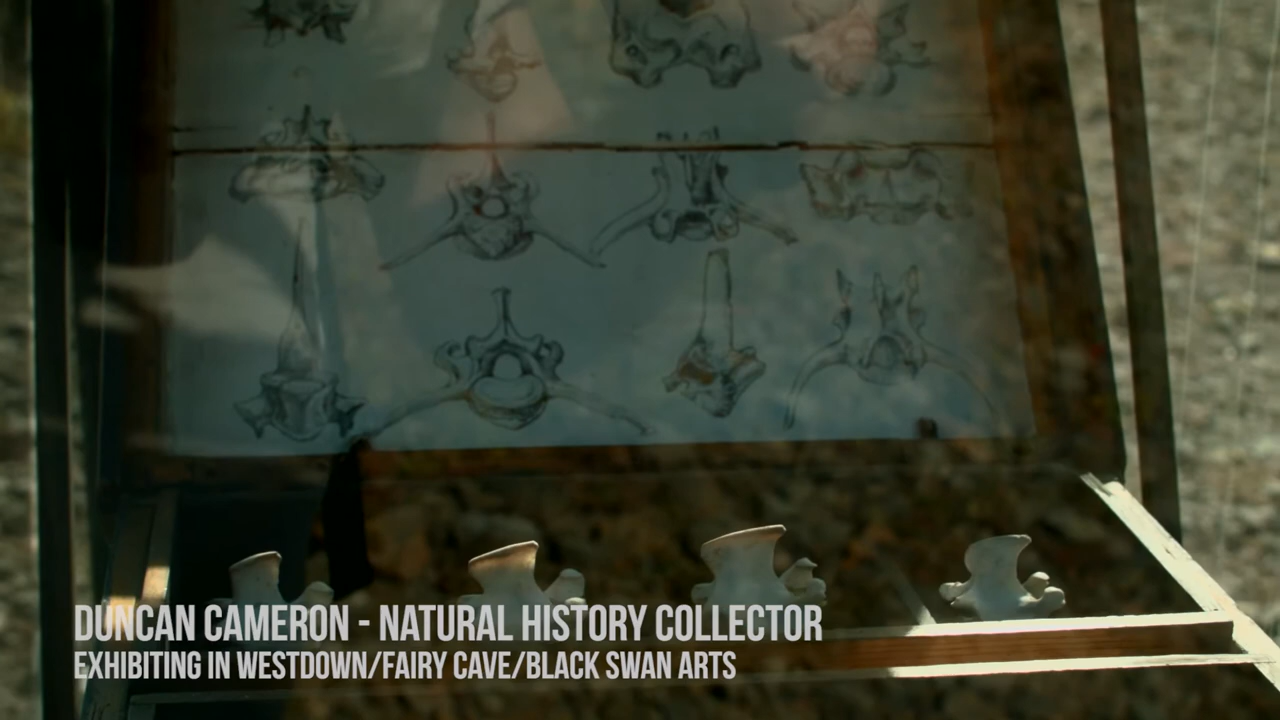 DUNCAN CAMERON - NATURAL HISTORY COLLECTOR
EXHIBITING IN WESTDOWN/FAIRY CAVE/BLACK SWAN ARTS